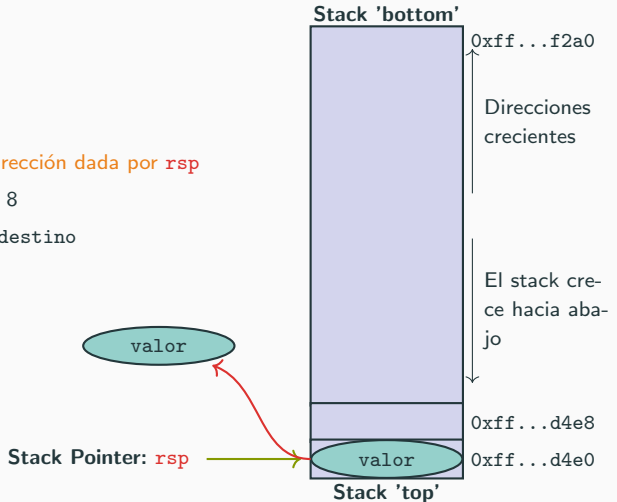 Stack 'bottom'
0xff...f2a0
Direcciones
crecientes
rección dada por rsp
8
destino
El stack cre-
ce hacia aba-
jo
valor
0xff...d4e8
Stack Pointer: rsp
valor
0xff...d4e0
Stack 'top'